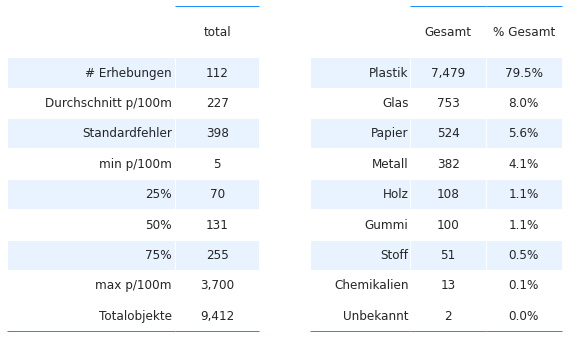 total
# Erhebungen 112
Durchschnitt p/100m 227
Standardfehler 398
min p/100m 5
25% 70
50% 131
75% 255
max p/100m 3,700
Totalobjekte 9,412
Gesamt % Gesamt
Plastik 7,479 79.5%
Glas 753 8.0%
Papier 524 5.6%
Metall 382 4.1%
Holz 108 1.1%
Gummi 100 1.1%
Stoff 51 0.5%
Chemikalien 13 0.1%
Unbekannt 2 0.0%